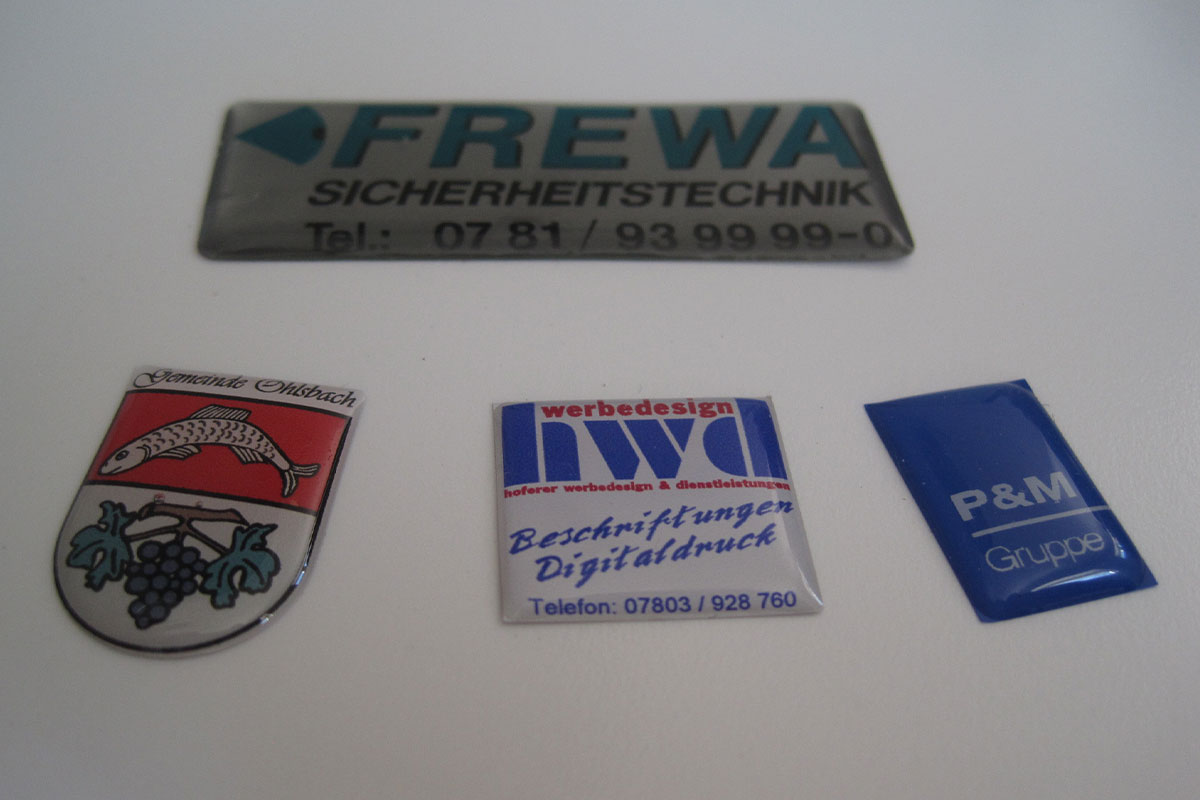 FREWA
SICHERHEITSTECHNIK
Tel.: 07 81 / 93 99 99-0
Gemeinde Ohlsbach
werbedesign
hwd
hoferer werbedesign & dienstleistungen
Beschriftungen
Digitaldruck
Telefon: 07803 / 928 760
P&M
Gruppe